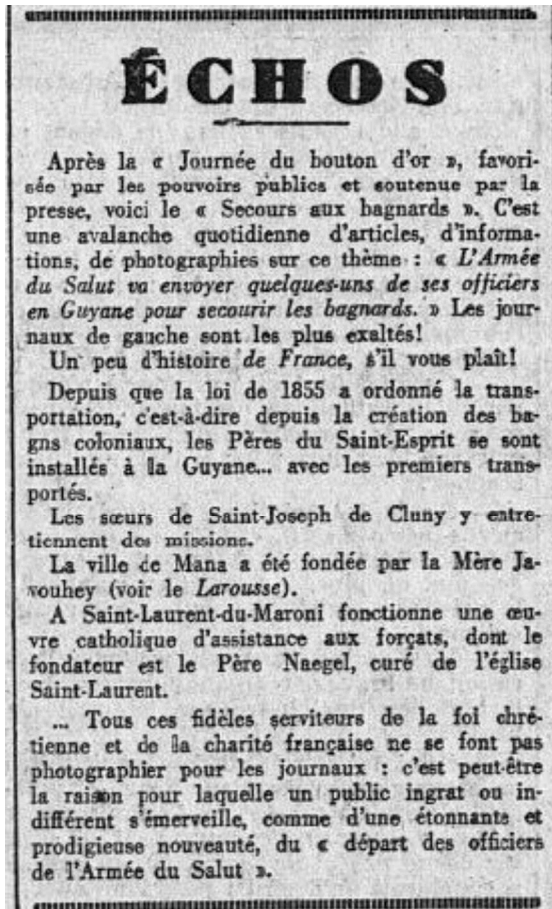 ÉCHOS
Après la « Journée du bouton d'or », favori-
sée par les pouvoirs publics et soutenue par la
presse, voici le « Secours aux bagnards ». C'est
une avalanche quotidienne d'articles, d'informa-
tions, de photographies sur ce thème : « L'Armée
du Salut va envoyer quelques-uns de ses officiers
en Guyane pour secourir les bagnards. » Les jour-
naux de gauche sont les plus exaltés!
Un peu d'histoire de France, s'il vous plaît!
Depuis que la loi de 1855 a ordonné la trans-
portation, c'est-à-dire depuis la création des ba-
gns coloniaux, les Pères du Saint-Esprit se sont
installés à la Guyane... avec les premiers trans-
portés.
Les sœurs de Saint-Joseph de Cluny y entre-
tiennent des missions.
La ville de Mana a été fondée par la Mère Ja-
vouhey (voir le Larousse).
A Saint-Laurent-du-Maroni fonctionne une œu-
vre catholique d'assistance aux forçats, dont le
fondateur est le Père Naegel, curé de l'église
Saint-Laurent.
... Tous ces fidèles serviteurs de la foi chré-
tienne et de la charité française ne se font pas
photographier pour les journaux : c'est peut-être
la raison pour laquelle un public ingrat ou in-
différent s'émerveille, comme d'une étonnante et
prodigieuse nouveauté, du « départ des officiers
de l'Armée du Salut ».